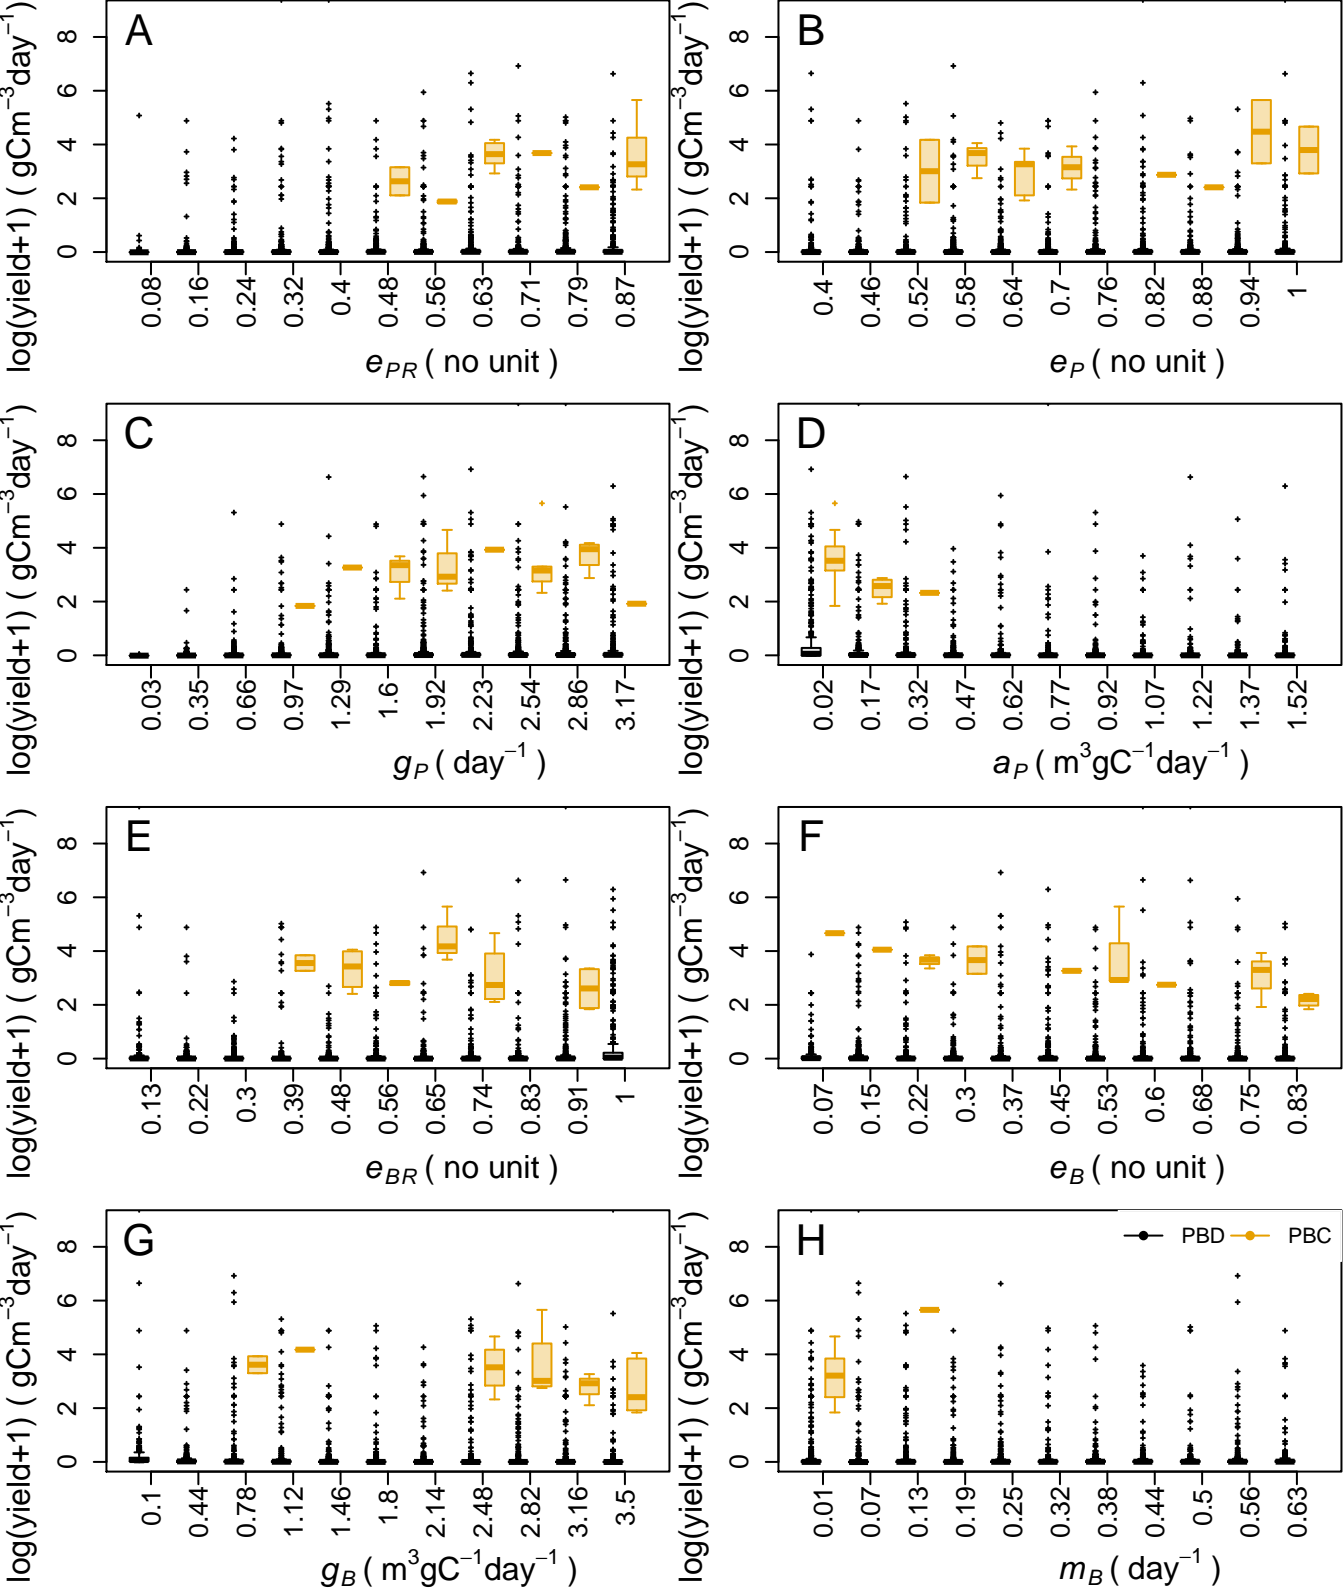 A
log(yield+1) ( gCm⁻³day⁻¹)
8
6
4
2
0
0.08 0.16 0.24 0.32 0.4 0.48 0.56 0.63 0.71 0.79 0.87
e_PR ( no unit )
B
log(yield+1) ( gCm⁻³day⁻¹)
8
6
4
2
0
0.4 0.46 0.52 0.58 0.64 0.7 0.76 0.82 0.88 0.94 1
e_P ( no unit )
C
log(yield+1) ( gCm⁻³day⁻¹)
8
6
4
2
0
0.03 0.35 0.66 0.97 1.29 1.6 1.92 2.23 2.54 2.86 3.17
g_P ( day⁻¹ )
D
log(yield+1) ( gCm⁻³day⁻¹)
8
6
4
2
0
0.02 0.17 0.32 0.47 0.62 0.77 0.92 1.07 1.22 1.37 1.52
a_P ( m³gC⁻¹day⁻¹ )
E
log(yield+1) ( gCm⁻³day⁻¹)
8
6
4
2
0
0.13 0.22 0.3 0.39 0.48 0.56 0.65 0.74 0.83 0.91 1
e_BR ( no unit )
F
log(yield+1) ( gCm⁻³day⁻¹)
8
6
4
2
0
0.07 0.15 0.22 0.3 0.37 0.45 0.53 0.6 0.68 0.75 0.83
e_B ( no unit )
G
log(yield+1) ( gCm⁻³day⁻¹)
8
6
4
2
0
0.1 0.44 0.78 1.12 1.46 1.8 2.14 2.48 2.82 3.16 3.5
g_B ( m³gC⁻¹day⁻¹ )
H
PBD PBC
log(yield+1) ( gCm⁻³day⁻¹)
8
6
4
2
0
0.01 0.07 0.13 0.19 0.25 0.32 0.38 0.44 0.5 0.56 0.63
m_B ( day⁻¹ )